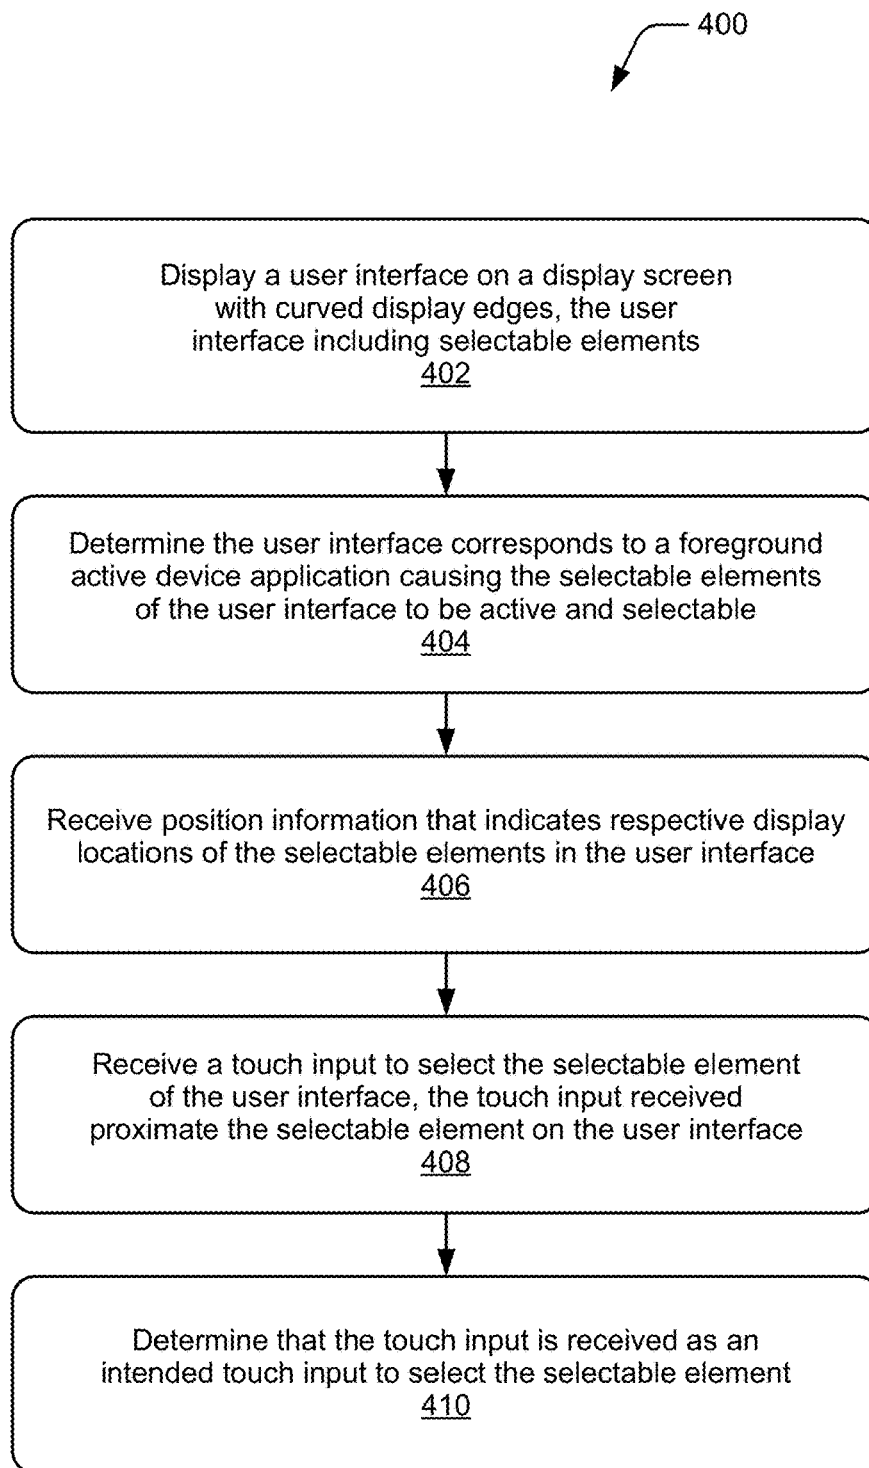 400
Display a user interface on a display screen
with curved display edges, the user
interface including selectable elements
402
Determine the user interface corresponds to a foreground
active device application causing the selectable elements
of the user interface to be active and selectable
404
Receive position information that indicates respective display
locations of the selectable elements in the user interface
406
Receive a touch input to select the selectable element
of the user interface, the touch input received
proximate the selectable element on the user interface
408
Determine that the touch input is received as an
intended touch input to select the selectable element
410